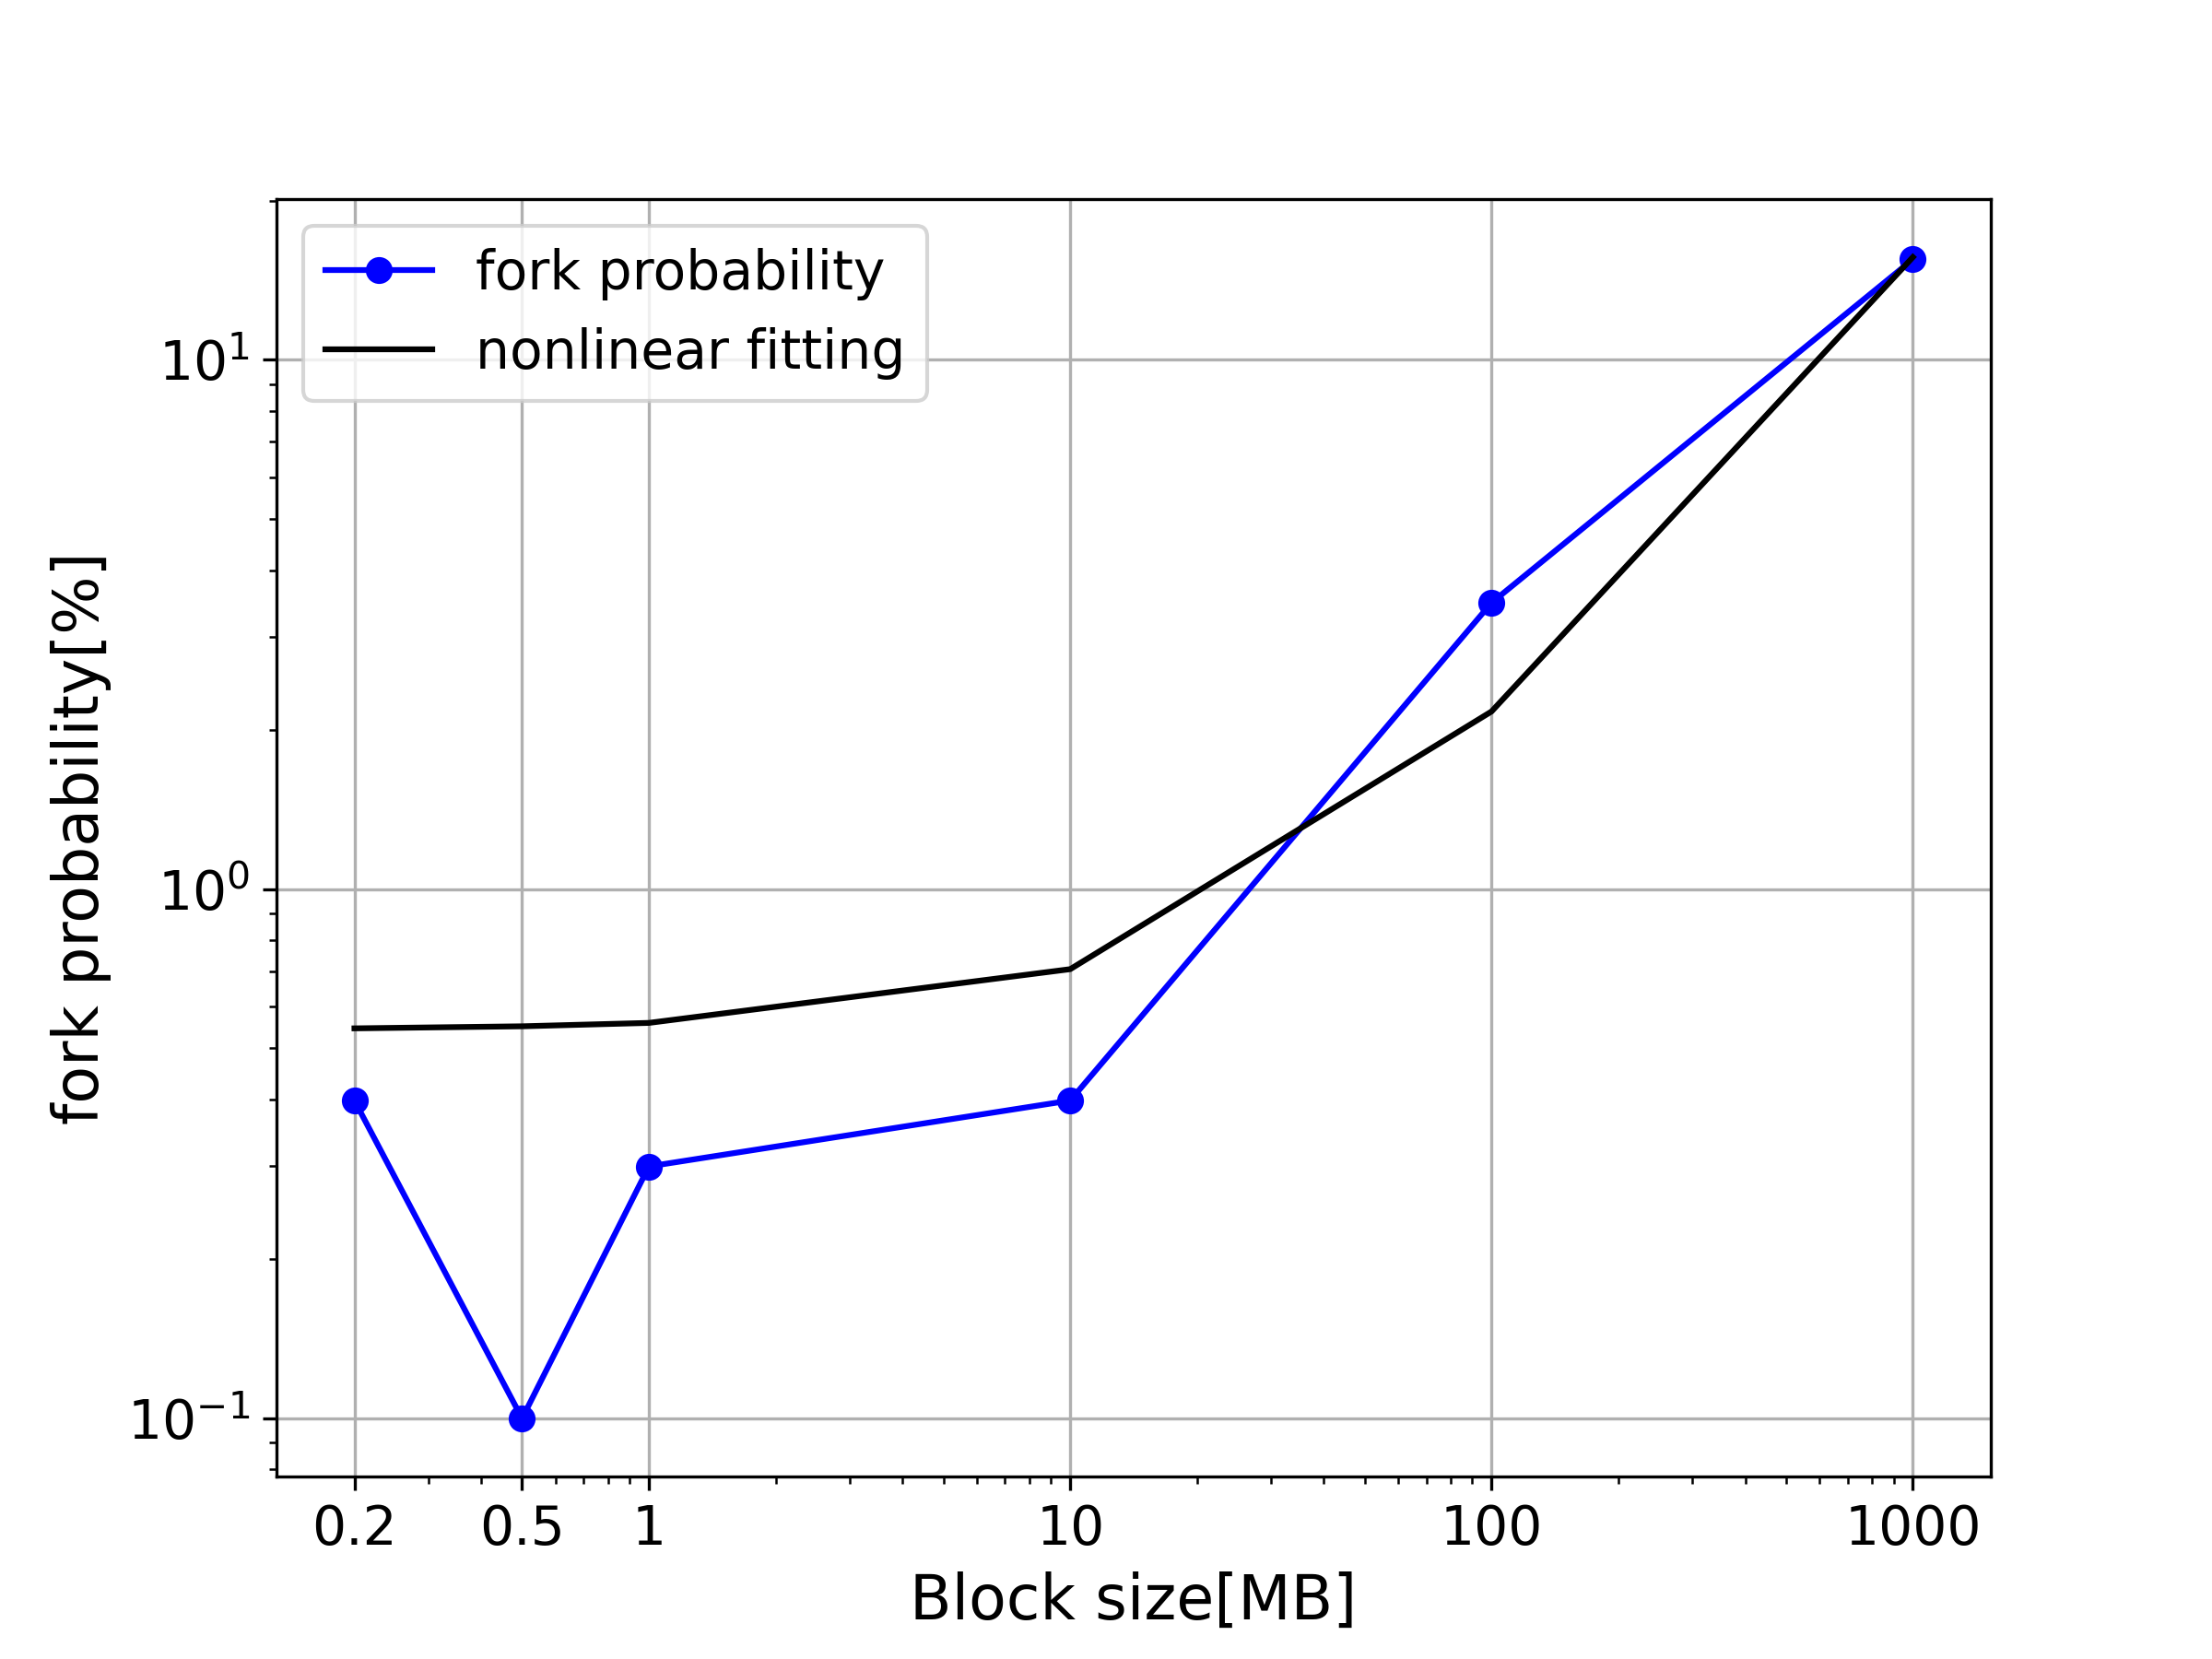 fork probability
nonlinear fitting
fork probability[%]
10¹
10⁰
10⁻¹
0.2 0.5 1 10 100 1000
Block size[MB]